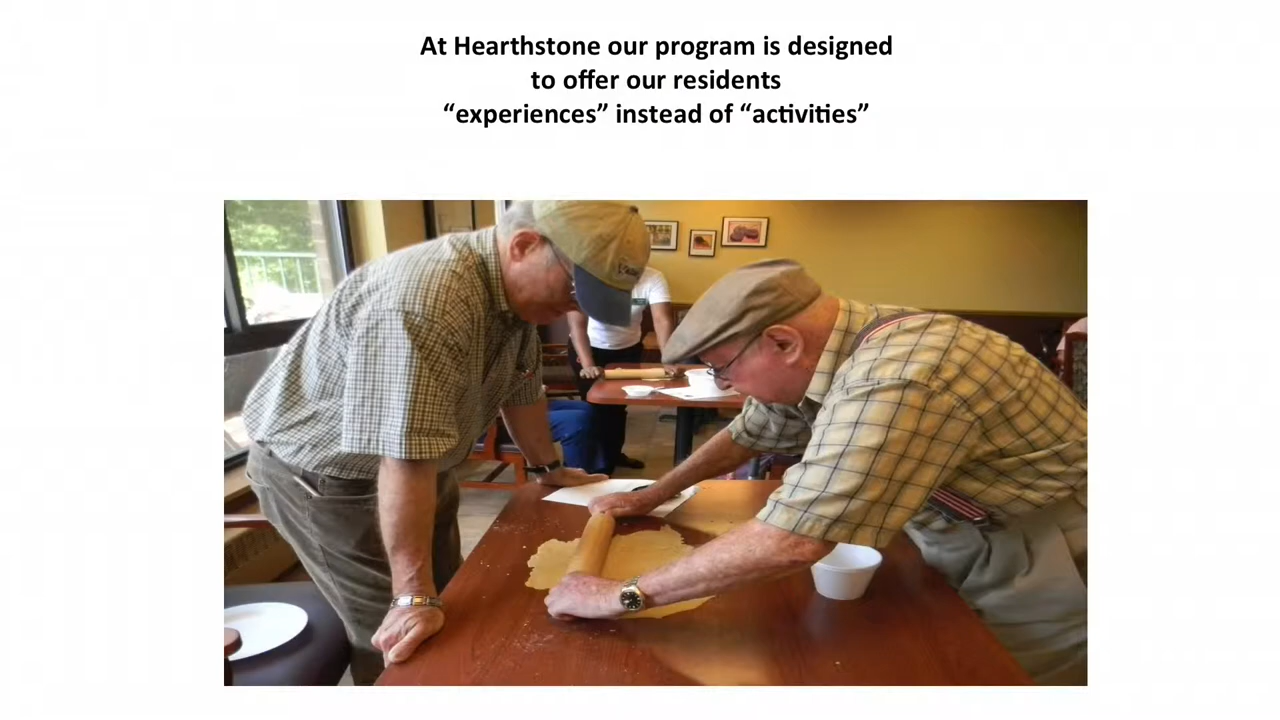 At Hearthstone our program is designed
to offer our residents
“experiences” instead of “activities”